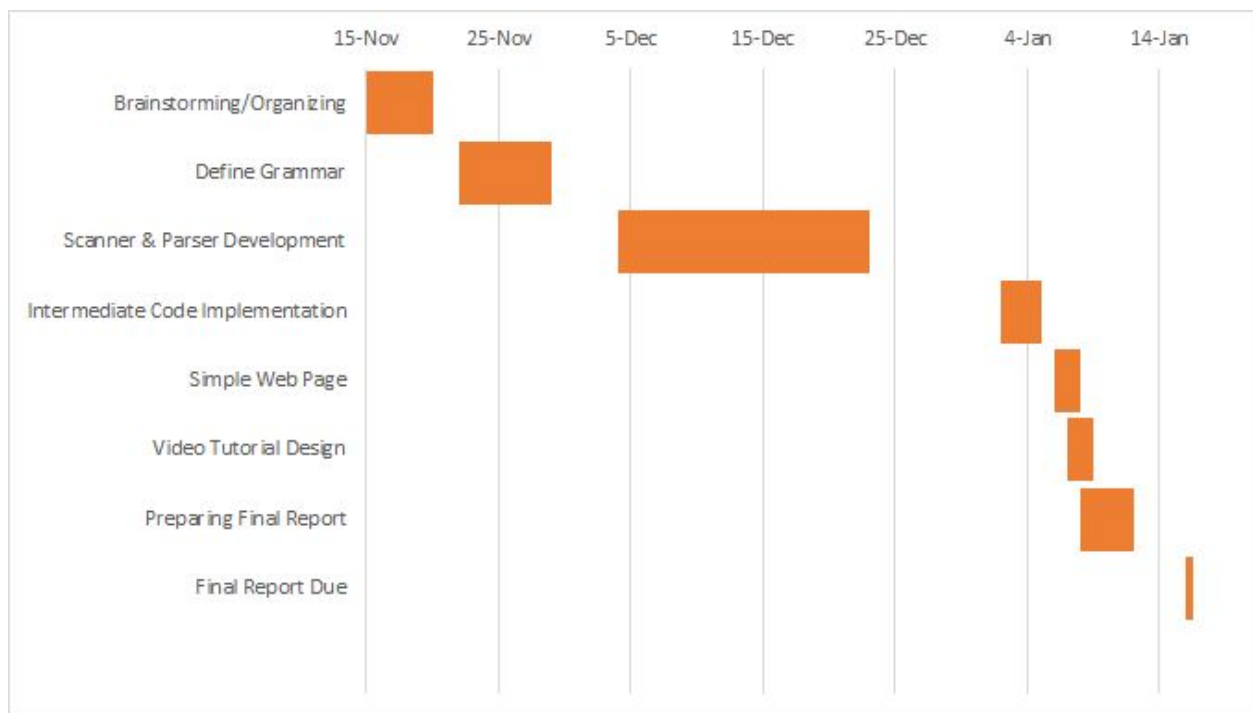 15-Nov 25-Nov 5-Dec 15-Dec 25-Dec 4-Jan 14-Jan
Brainstorming/Organizing
Define Grammar
Scanner & Parser Development
Intermediate Code Implementation
Simple Web Page
Video Tutorial Design
Preparing Final Report
Final Report Due